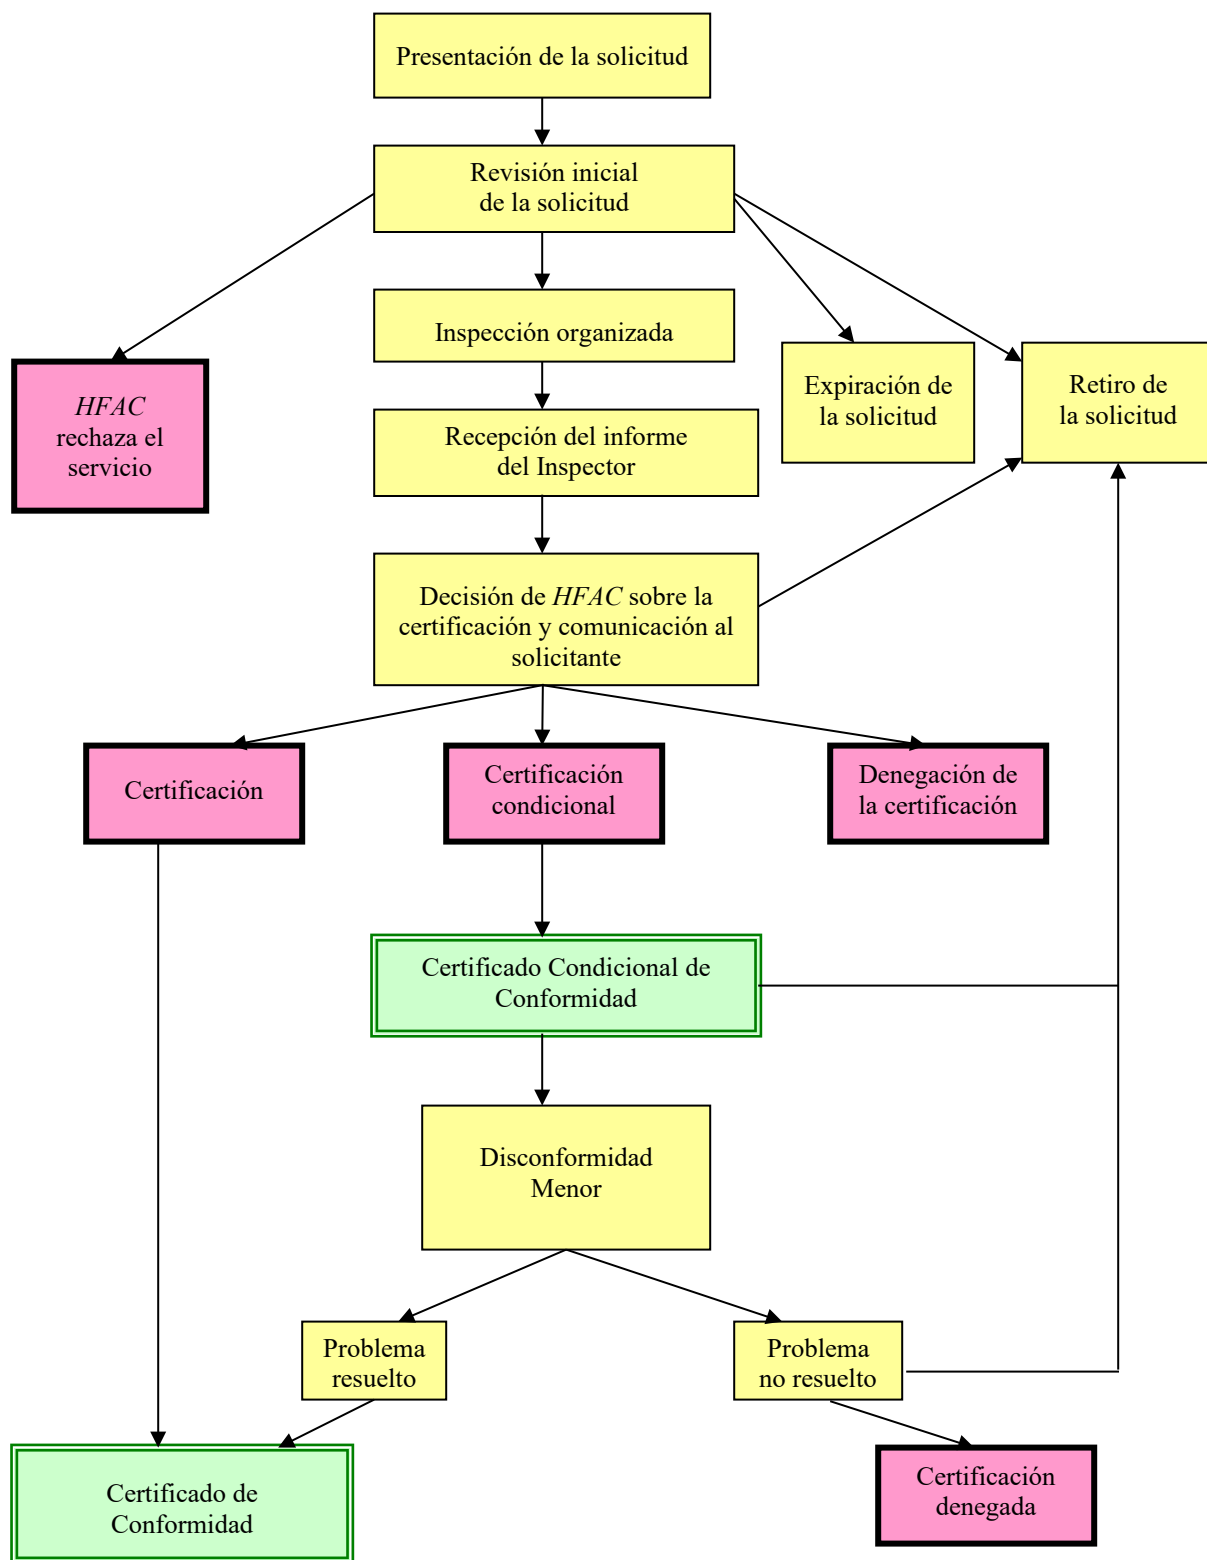 Presentación de la solicitud
Revisión inicial
de la solicitud
Inspección organizada
Expiración de
la solicitud
Retiro de
la solicitud
HFAC
rechaza el
servicio
Recepción del informe
del Inspector
Decisión de HFAC sobre la
certificación y comunicación al
solicitante
Certificación
Certificación
condicional
Denegación de
la certificación
Certificado Condicional de
Conformidad
Disconformidad
Menor
Problema
resuelto
Problema
no resuelto
Certificado de
Conformidad
Certificación
denegada